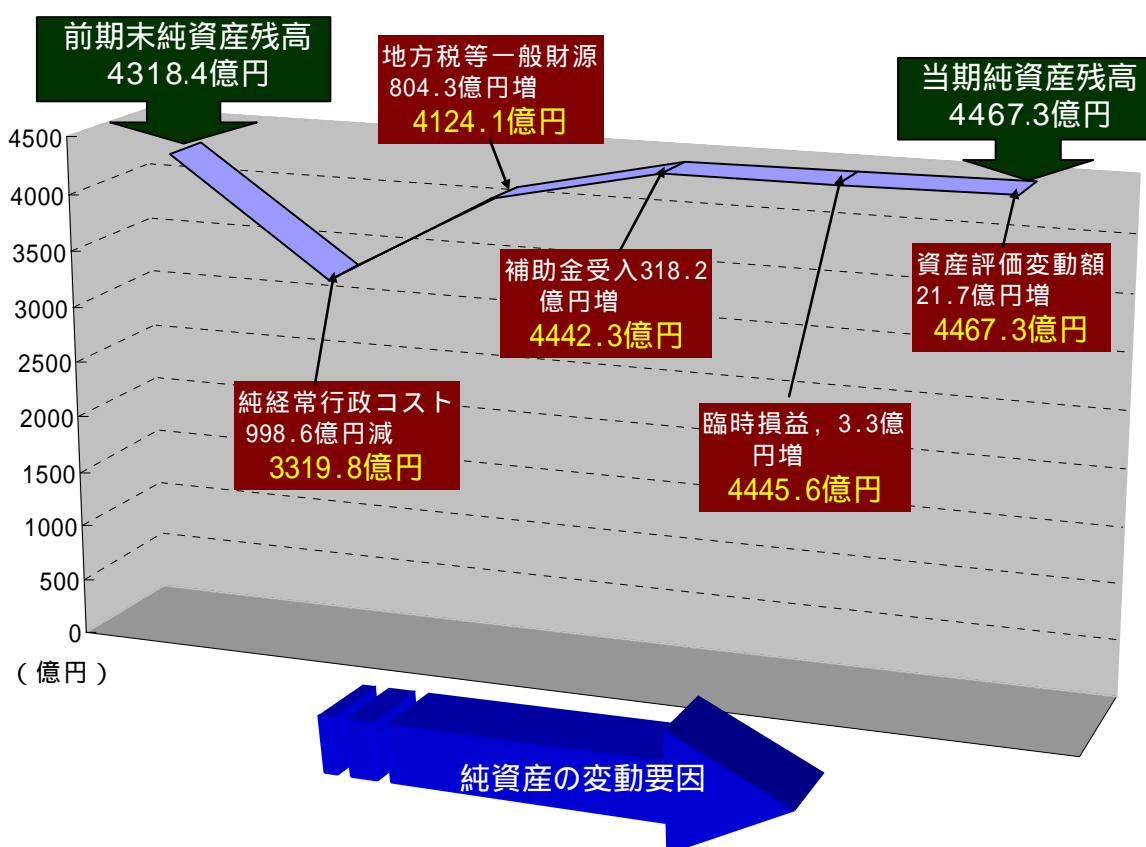 前期末純資産残高
4318.4億円
地方税等一般財源
804.3億円増
4124.1億円
当期純資産残高
4467.3億円
4500
4000
3500
3000
2500
2000
1500
1000
500
0
(億円)
補助金受入318.2
億円増
4442.3億円
資産評価変動額
21.7億円増
4467.3億円
純経常行政コスト
998.6億円減
3319.8億円
臨時損益，3.3億
円増
4445.6億円
純資産の変動要因